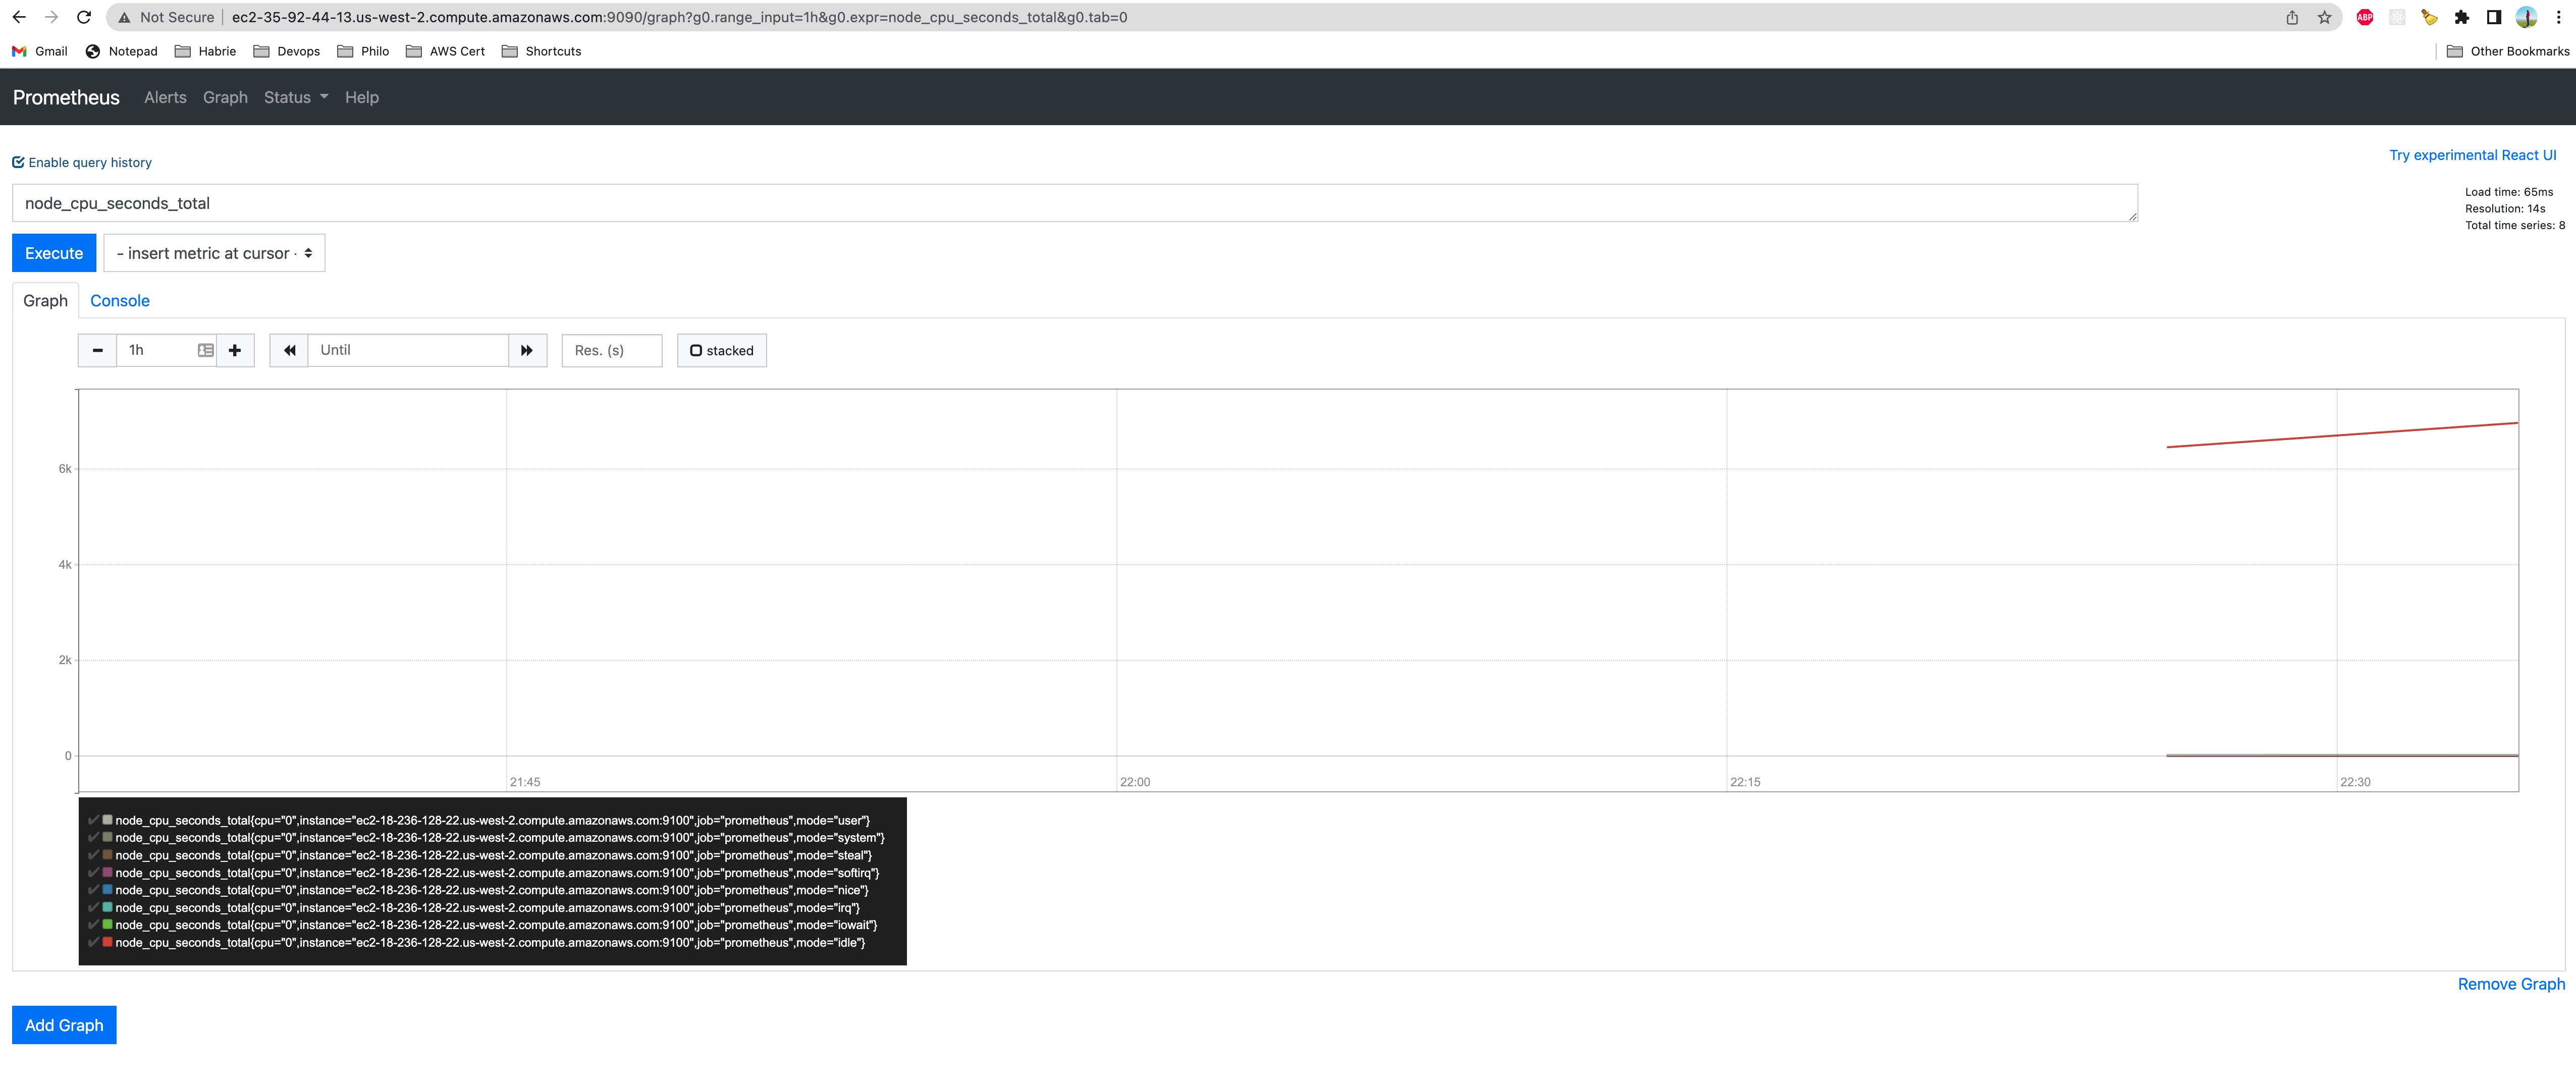 Not Secure ec2-35-92-44-13.us-west-2.compute.amazonaws.com:9090/graph?g0.range_input=1h&g0.expr=node_cpu_seconds_total&g0.tab=0
ABP
Gmail Notepad Habrie Devops Philo AWS Cert Shortcuts Other Bookmarks
Prometheus Alerts Graph Status Help
Enable query history
Try experimental React UI
node_cpu_seconds_total
Load time: 65ms
Resolution: 14s
Total time series: 8
Execute - insert metric at cursor -
Graph Console
1h Until Res. (s) stacked
6k
4k
2k
0
21:45 22:00 22:15 22:30
node_cpu_seconds_total{cpu="0",instance="ec2-18-236-128-22.us-west-2.compute.amazonaws.com:9100",job="prometheus",mode="user"}
node_cpu_seconds_total{cpu="0",instance="ec2-18-236-128-22.us-west-2.compute.amazonaws.com:9100",job="prometheus",mode="system"}
node_cpu_seconds_total{cpu="0",instance="ec2-18-236-128-22.us-west-2.compute.amazonaws.com:9100",job="prometheus",mode="steal"}
node_cpu_seconds_total{cpu="0",instance="ec2-18-236-128-22.us-west-2.compute.amazonaws.com:9100",job="prometheus",mode="softirq"}
node_cpu_seconds_total{cpu="0",instance="ec2-18-236-128-22.us-west-2.compute.amazonaws.com:9100",job="prometheus",mode="nice"}
node_cpu_seconds_total{cpu="0",instance="ec2-18-236-128-22.us-west-2.compute.amazonaws.com:9100",job="prometheus",mode="irq"}
node_cpu_seconds_total{cpu="0",instance="ec2-18-236-128-22.us-west-2.compute.amazonaws.com:9100",job="prometheus",mode="iowait"}
node_cpu_seconds_total{cpu="0",instance="ec2-18-236-128-22.us-west-2.compute.amazonaws.com:9100",job="prometheus",mode="idle"}
Remove Graph
Add Graph